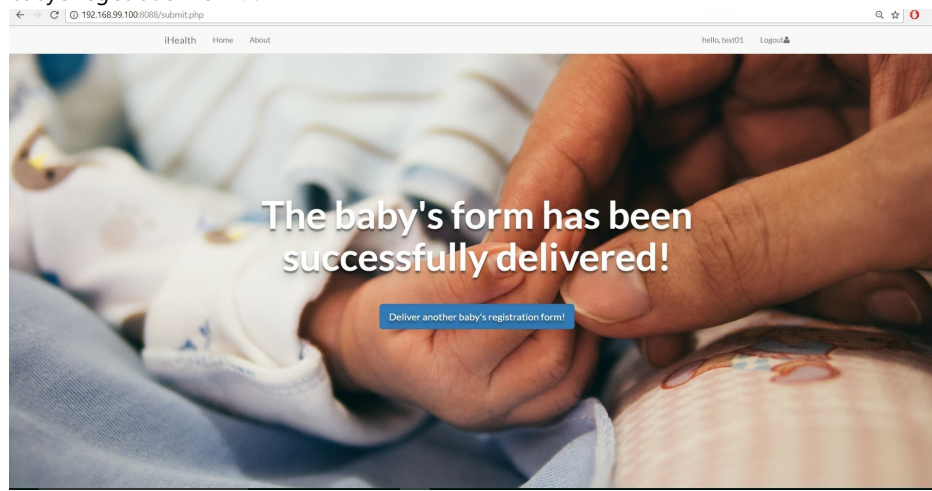 192.168.99.100:8088/submit.php
iHealth Home About hello, test01 Logout
The baby's form has been
successfully delivered!
Deliver another baby's registration form!